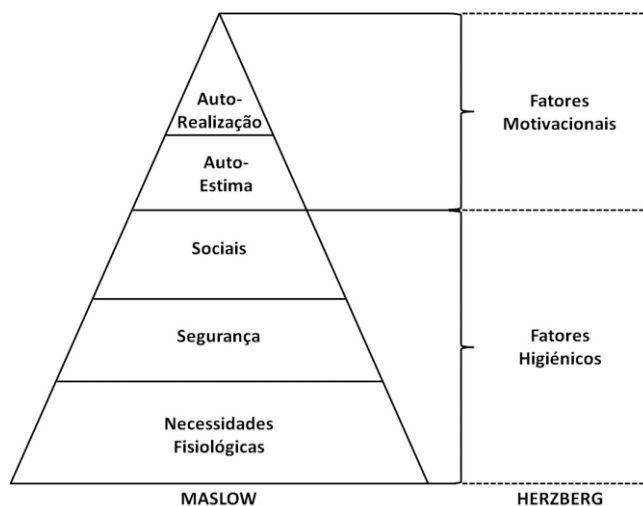 Auto-
Realização
Auto-
Estima
Sociais
Segurança
Necessidades
Fisiológicas
MASLOW
Fatores
Motivacionais
Fatores
Higiénicos
HERZBERG